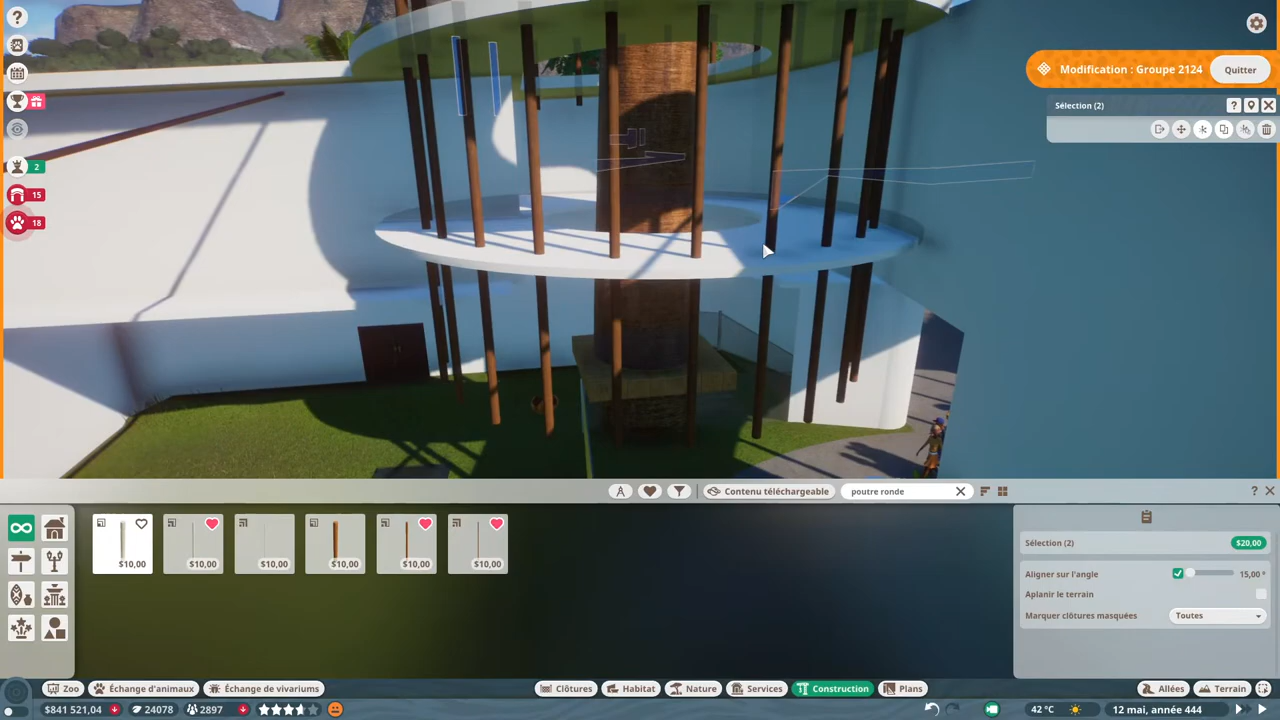 Modification : Groupe 2124
Quitter
Sélection (2)
2
15
18
Contenu téléchargeable
poutre ronde
$10,00
$10,00
$10,00
$10,00
$10,00
$10,00
Sélection (2)
$20,00
Aligner sur l'angle
15,00 °
Aplanir le terrain
Marquer clôtures masquées
Toutes
Zoo
Échange d'animaux
Échange de vivariums
Clôtures
Habitat
Nature
Services
Construction
Plans
Allées
Terrain
$841 521,04
24078
2897
42 °C
12 mai, année 444